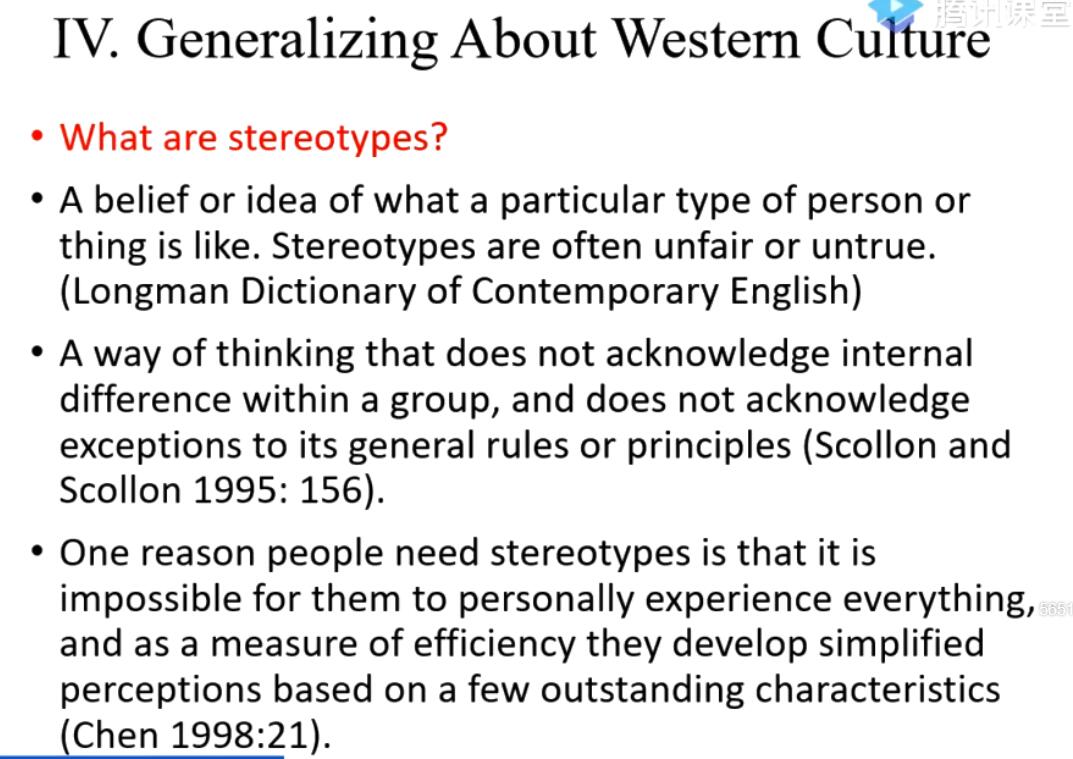 腾讯课堂
IV. Generalizing About Western Culture
• What are stereotypes?
• A belief or idea of what a particular type of person or
thing is like. Stereotypes are often unfair or untrue.
(Longman Dictionary of Contemporary English)
• A way of thinking that does not acknowledge internal
difference within a group, and does not acknowledge
exceptions to its general rules or principles (Scollon and
Scollon 1995: 156).
• One reason people need stereotypes is that it is
impossible for them to personally experience everything,
5651
and as a measure of efficiency they develop simplified
perceptions based on a few outstanding characteristics
(Chen 1998:21).